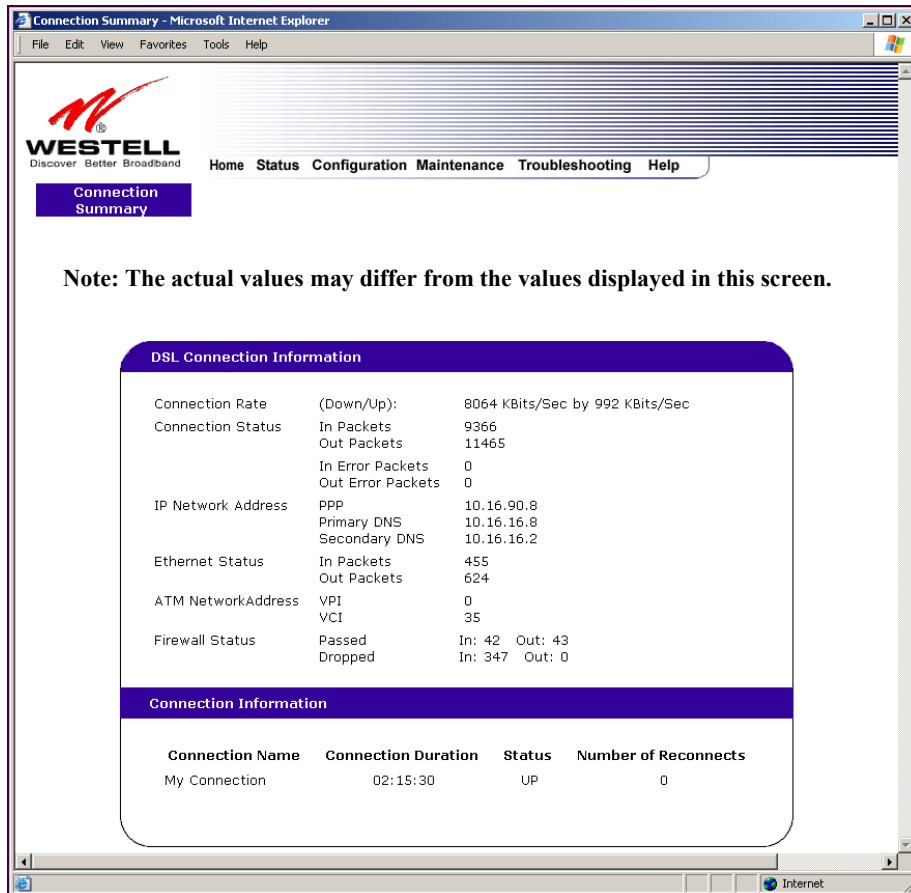 Connection Summary - Microsoft Internet Explorer
File Edit View Favorites Tools Help
WESTELL
®
Discover Better Broadband
Home Status Configuration Maintenance Troubleshooting Help
Connection
Summary
Note: The actual values may differ from the values displayed in this screen.
DSL Connection Information
Connection Rate (Down/Up): 8064 KBits/Sec by 992 KBits/Sec
Connection Status In Packets 9366
Out Packets 11465
In Error Packets 0
Out Error Packets 0
IP Network Address PPP 10.16.90.8
Primary DNS 10.16.16.8
Secondary DNS 10.16.16.2
Ethernet Status In Packets 455
Out Packets 624
ATM NetworkAddress VPI 0
VCI 35
Firewall Status Passed In: 42 Out: 43
Dropped In: 347 Out: 0
Connection Information
Connection Name Connection Duration Status Number of Reconnects
My Connection 02:15:30 UP 0
Internet